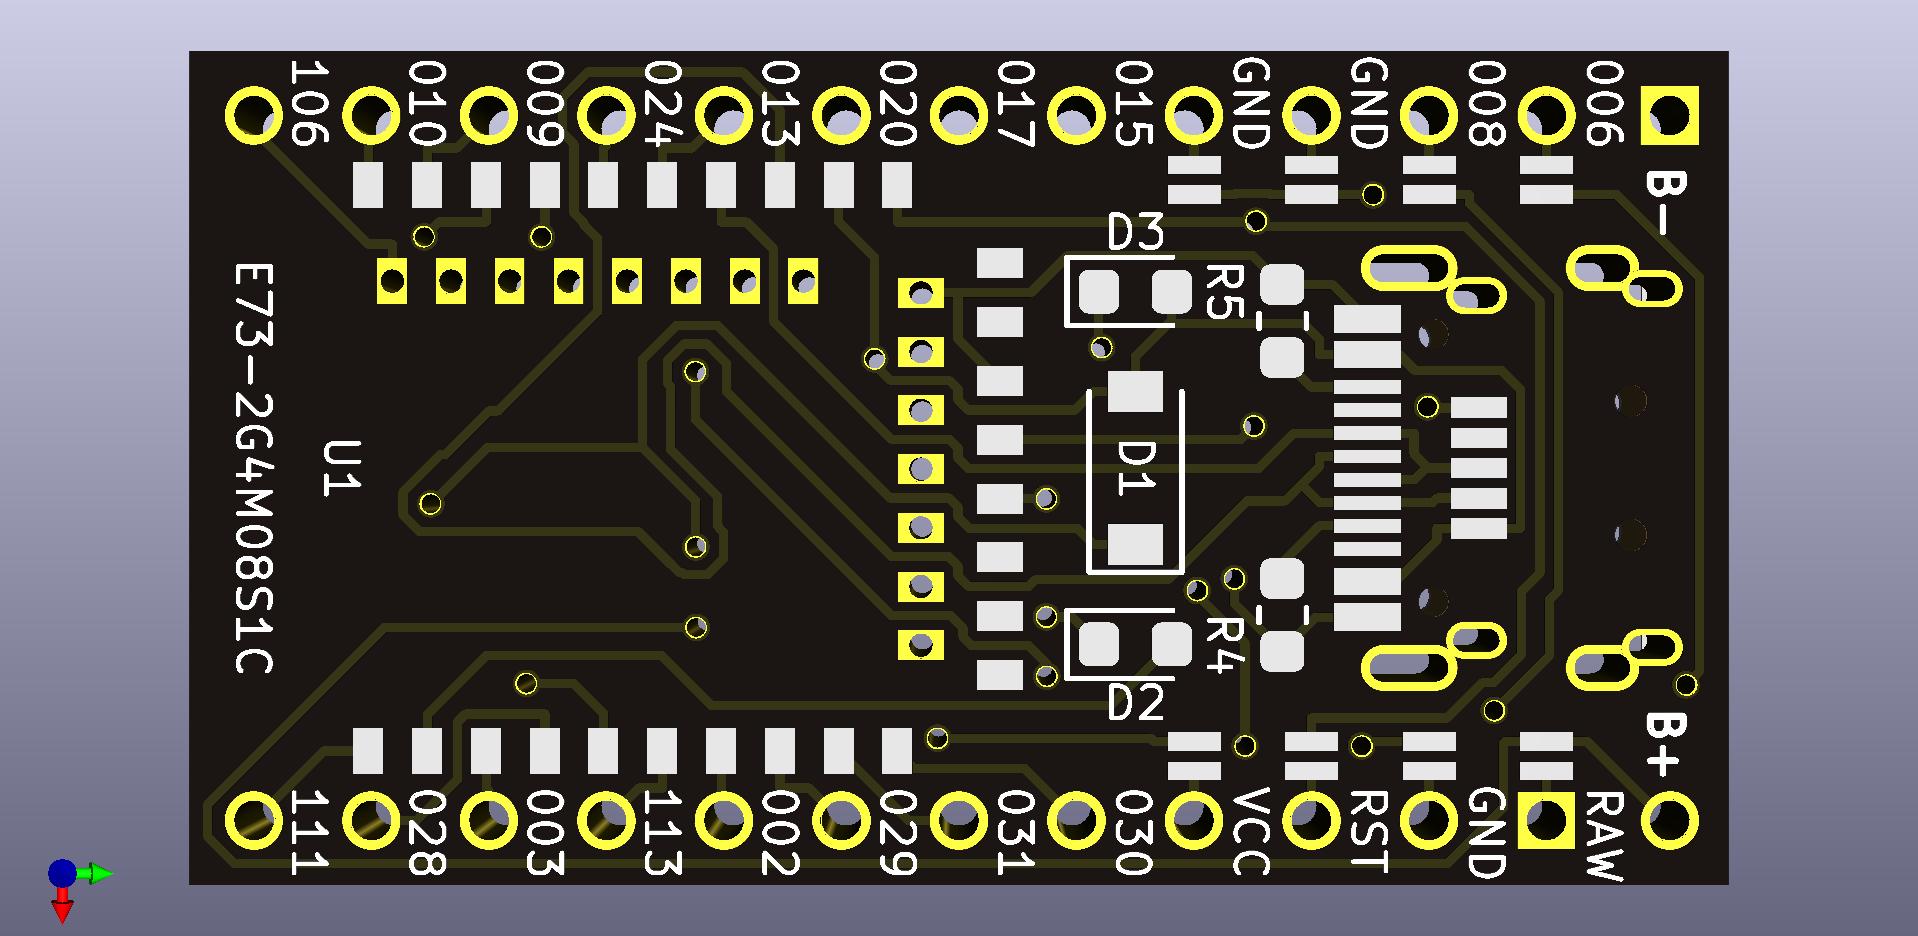 106
010
009
024
013
020
017
015
GND
GND
008
006
B-
D3
R5
E73-2G4M08S1C
U1
D1
R4
D2
B+
111
028
003
113
002
029
031
030
VCC
RST
GND
RAW